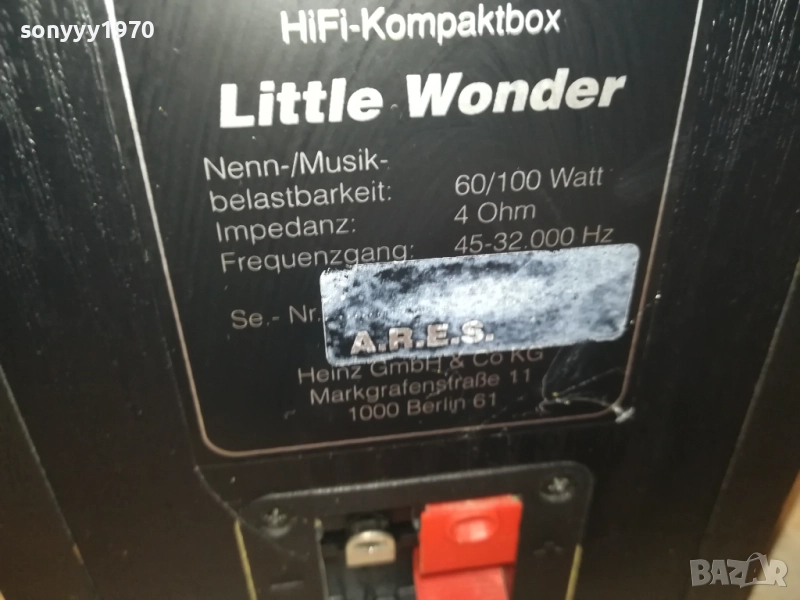 sonyyy1970
HiFi-Kompaktbox
Little Wonder
Nenn-/Musik-
belastbarkeit: 60/100 Watt
Impedanz: 4 Ohm
Frequenzgang: 45-32.000 Hz
Se.- Nr.
A.R.E.S.
Heinz GmbH & Co KG
Markgrafenstraße 11
1000 Berlin 61
- +
BAZAR